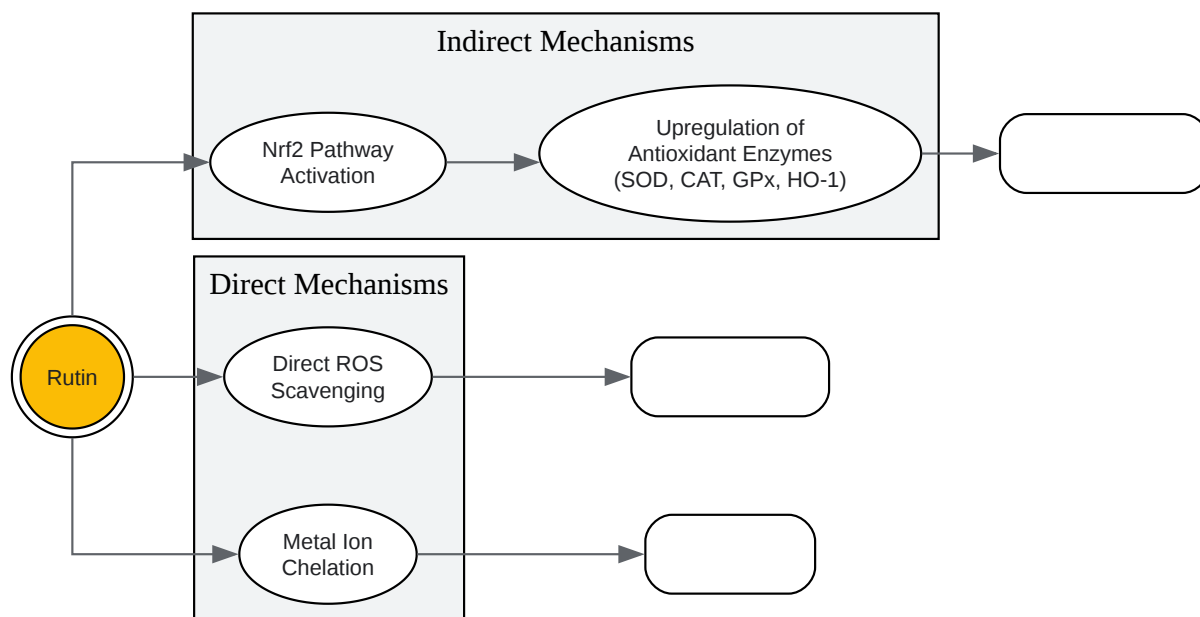 Indirect Mechanisms
Nrf2 Pathway
Activation
Upregulation of
Antioxidant Enzymes
(SOD, CAT, GPx, HO-1)
Direct Mechanisms
Rutin
Direct ROS
Scavenging
Metal Ion
Chelation